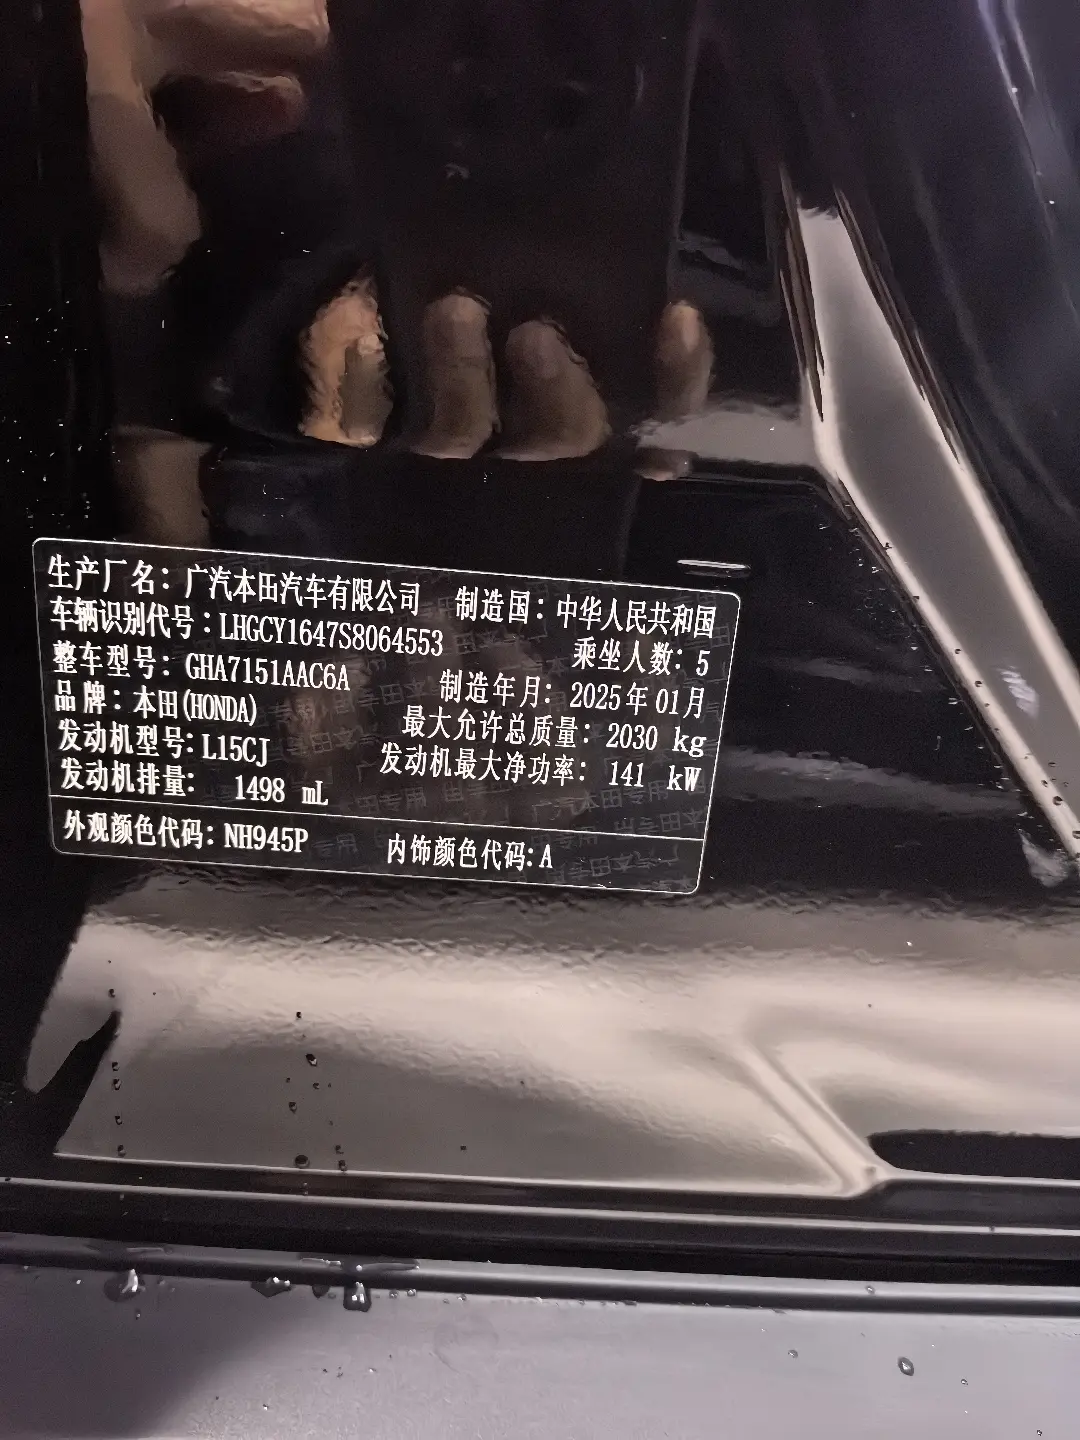 生产厂名：广汽本田汽车有限公司 制造国：中华人民共和国
车辆识别代号：LHGCY1647S8064553 乘坐人数：5
整车型号：GHA7151AAC6A 制造年月：2025年01月
品牌：本田(HONDA) 最大允许总质量：2030 kg
发动机型号：L15CJ 发动机最大净功率：141 kW
发动机排量：1498 mL
外观颜色代码：NH945P 内饰颜色代码：A